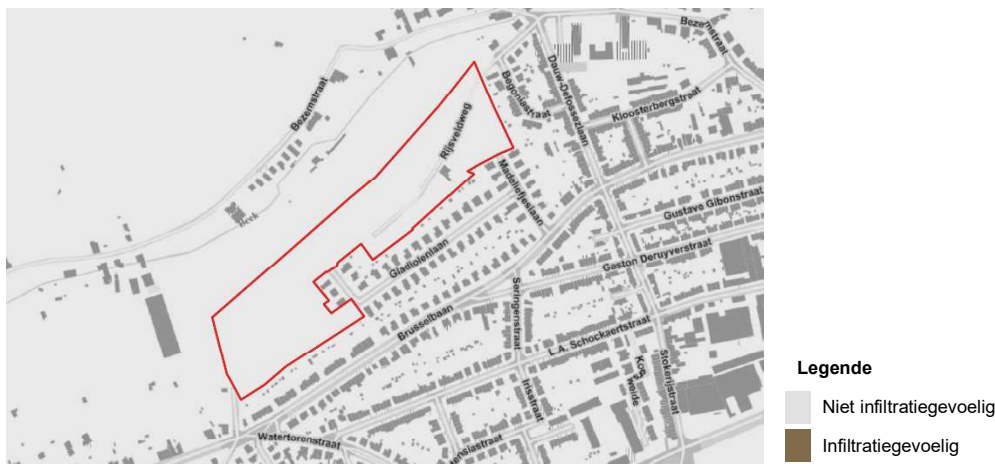 Bezemstraat
Bezemstraat
Begoniastraat
Dauw-Defossezlaan
Kloosterbergstraat
Rijsveldweg
Madeliefjeslaan
Gustave Gibonstraat
Beek
Gladiolenlaan
Gaston Deruyverstraat
Brusselbaan
Seringenstraat
L.A. Schockaertstraat
Stokerijstraat
Irisstraat
Watertorenstraat
Legende
Niet infiltratiegevoelig
Infiltratiegevoelig